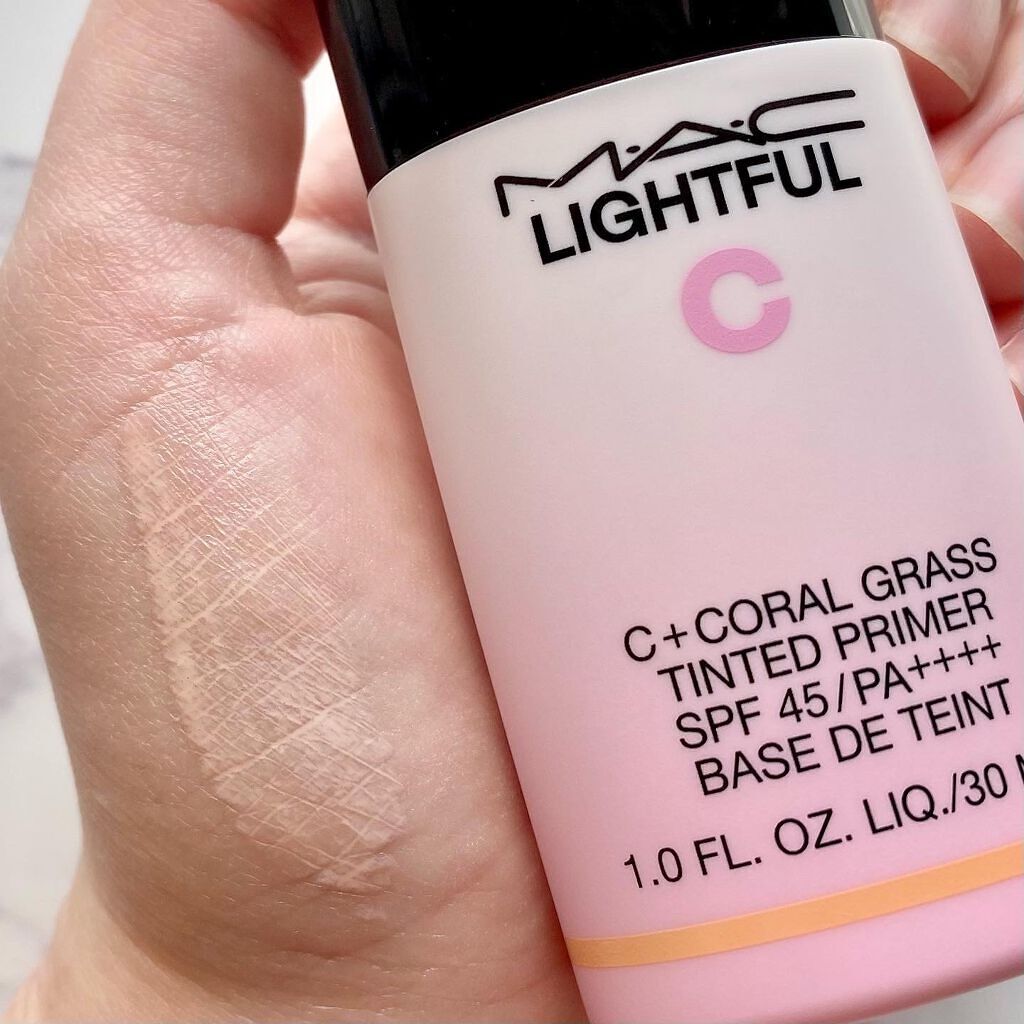 M·A·C
LIGHTFUL
C
C+CORAL GRASS
TINTED PRIMER
SPF 45/PA++++
BASE DE TEINT
1.0 FL. OZ. LIQ./30